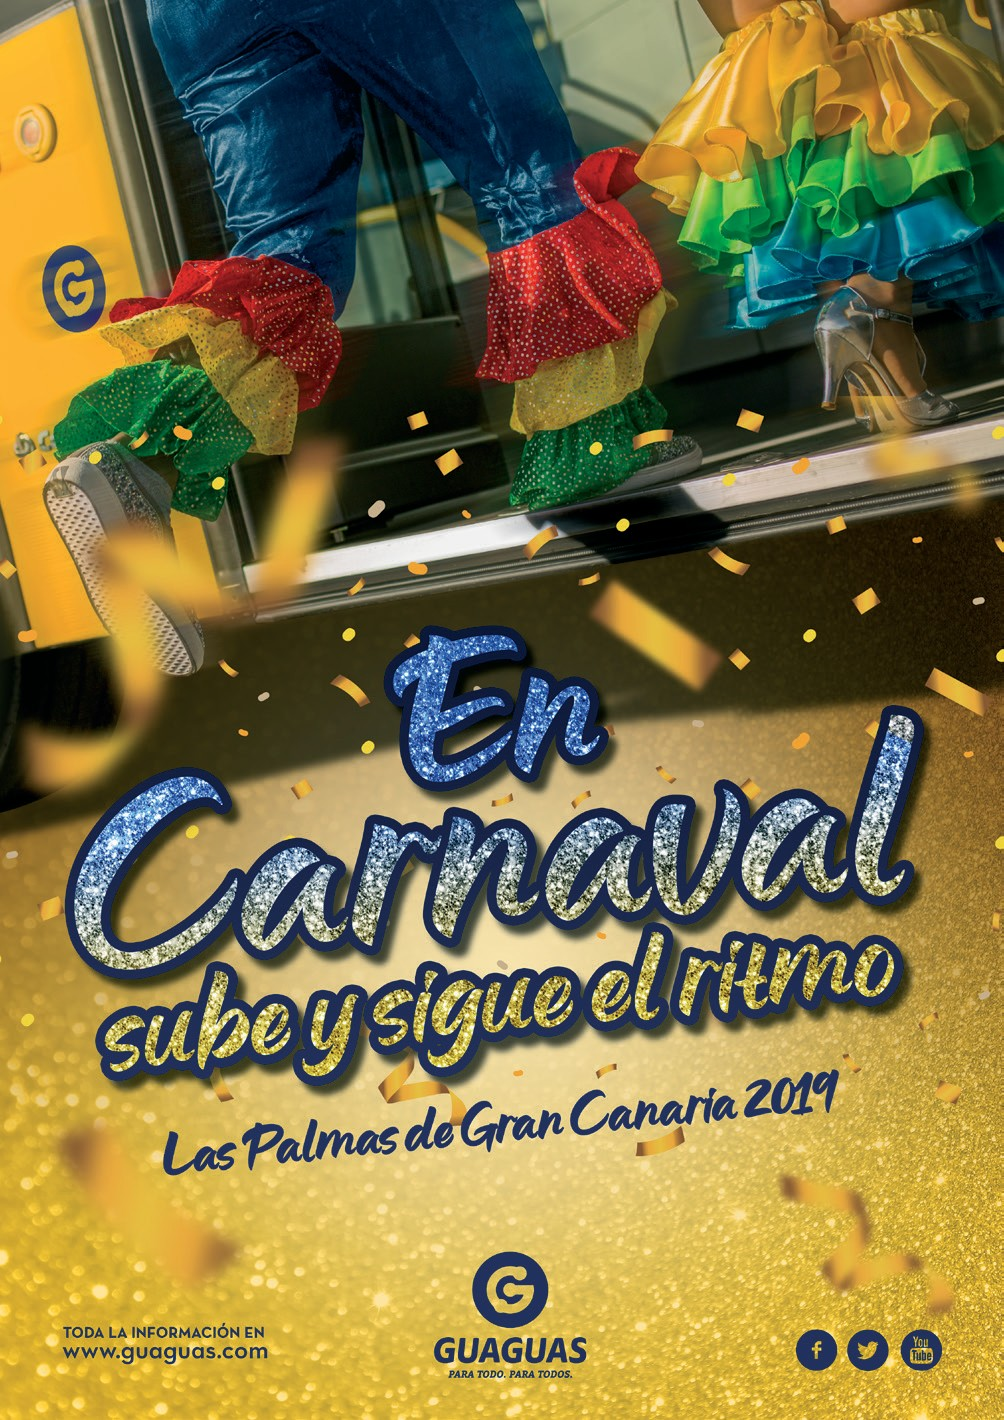 En
Carnaval
sube y sigue el ritmo
Las Palmas de Gran Canaria 2019
TODA LA INFORMACIÓN EN
www.guaguas.com
GUAGUAS
PARA TODO. PARA TODOS.
f
You
Tube